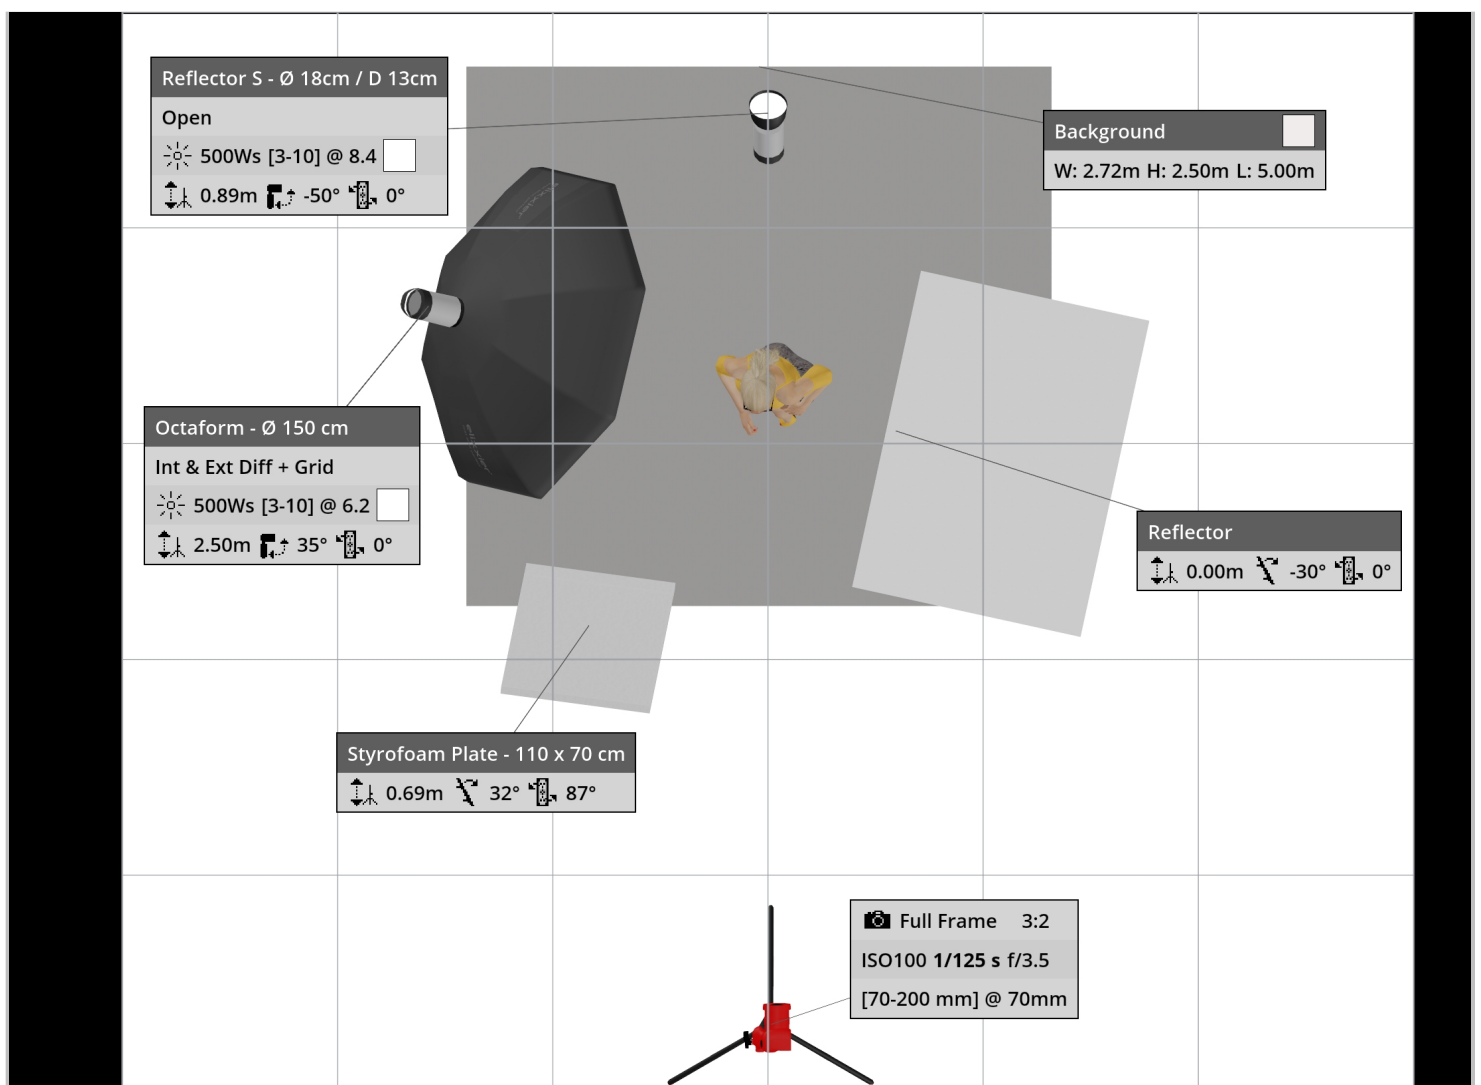 Reflector S - Ø 18cm / D 13cm
Open
500Ws [3-10] @ 8.4
0.89m -50° 0°
Background
W: 2.72m H: 2.50m L: 5.00m
Octaform - Ø 150 cm
Int & Ext Diff + Grid
500Ws [3-10] @ 6.2
2.50m 35° 0°
Reflector
0.00m -30° 0°
Styrofoam Plate - 110 x 70 cm
0.69m 32° 87°
Full Frame 3:2
ISO100 1/125 s f/3.5
[70-200 mm] @ 70mm